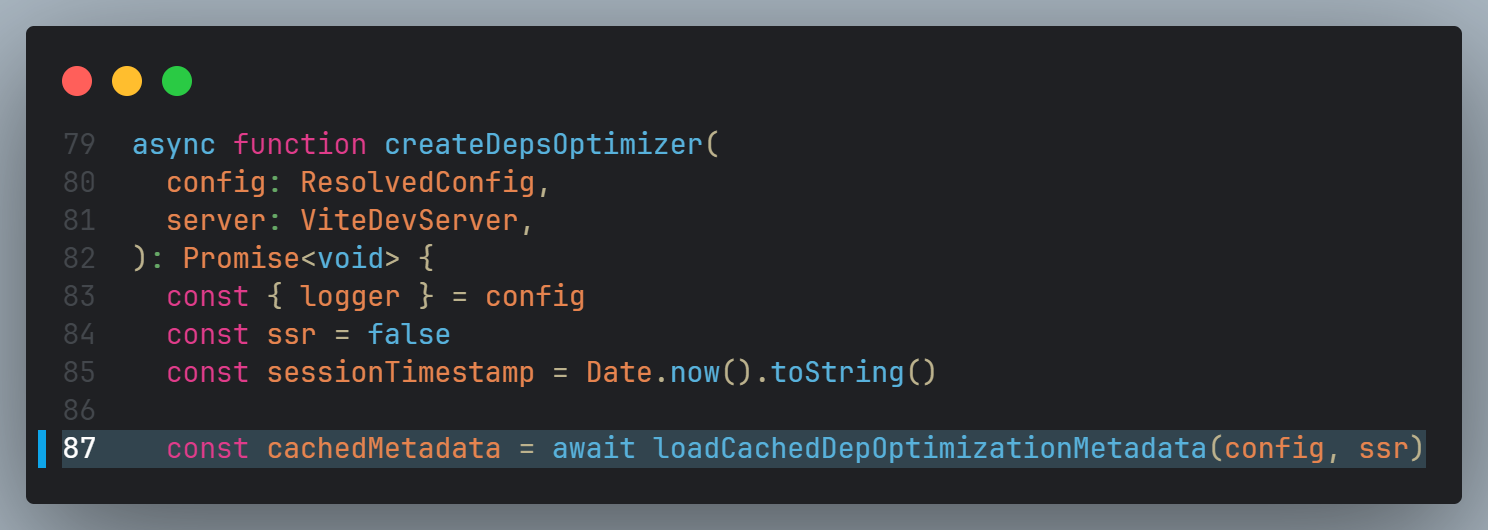 79 async function createDepsOptimizer(
80   config: ResolvedConfig,
81   server: ViteDevServer,
82 ): Promise<void> {
83   const { logger } = config
84   const ssr = false
85   const sessionTimestamp = Date.now().toString()
86
87   const cachedMetadata = await loadCachedDepOptimizationMetadata(config, ssr)